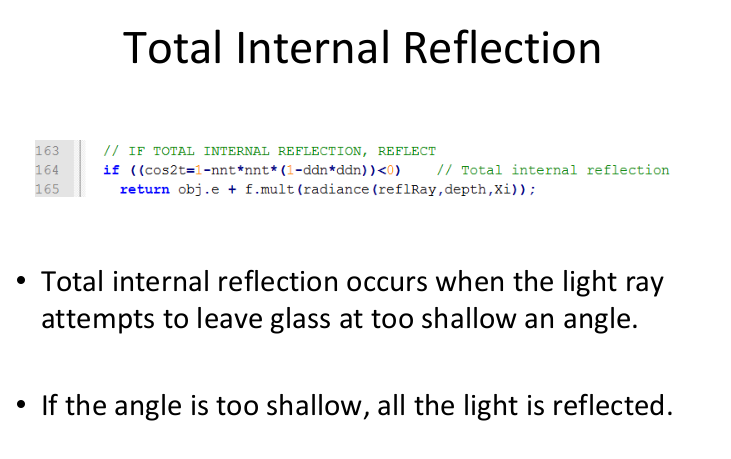 Total Internal Reflection
163 // IF TOTAL INTERNAL REFLECTION, REFLECT
164 if ((cos2t=1-nnt*nnt*(1-ddn*ddn))<0) // Total internal reflection
165 return obj.e + f.mult(radiance(reflRay,depth,Xi));
• Total internal reflection occurs when the light ray
attempts to leave glass at too shallow an angle.
• If the angle is too shallow, all the light is reflected.